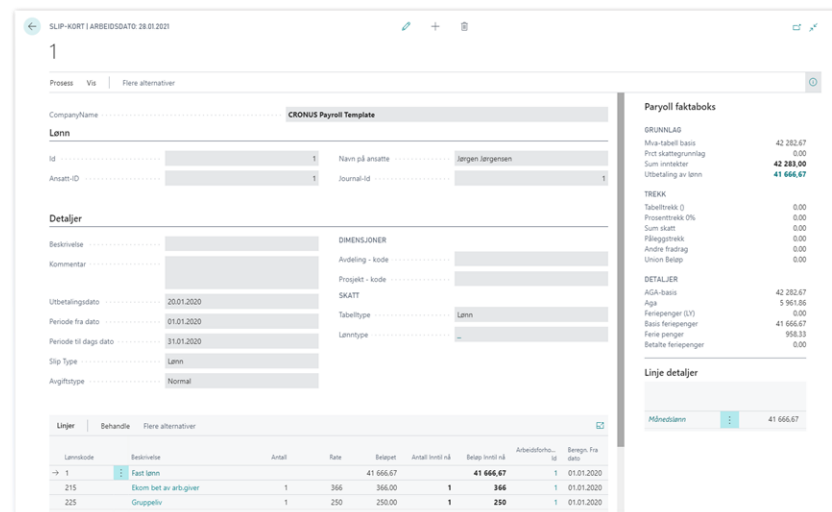 SLIP-KORT | ARBEIDSDATO: 28.01.2021
1
Prosess Vis Flere alternativer
CompanyName CRONUS Payroll Template
Lønn
Id 1 Navn på ansatte Jørgen Jørgensen
Ansatt-ID 1 Journal-Id 1
Detaljer
Beskrivelse
Kommentar
Utbetalingsdato 20.01.2020
Periode fra dato 01.01.2020
Periode til dags dato 31.01.2020
Slip Type Lønn
Avgiftstype Normal
DIMENSJONER
Avdeling - kode
Prosjekt - kode
SKATT
Tabelltype Lønn
Lønntype _
Linjer Behandle Flere alternativer
Lønnskode Beskrivelse Antall Rate Beløpet Antall Inntil nå Beløp Inntil nå Arbeidsforho... Id Beregn. Fra dato
1 Fast lønn 41 666,67 41 666,67 1 01.01.2020
215 Ekom bet av arb.giver 1 366 366.00 1 366 1 01.01.2020
225 Gruppeliv 1 250 250.00 1 250 1 01.01.2020
Paryoll faktaboks
GRUNNLAG
Mva-tabell basis 42 282,67
Prct skattegrunnlag 0,00
Sum inntekter 42 283,00
Utbetaling av lønn 41 666,67
TREKK
Tabelltrekk () 0,00
Prosenttrekk 0% 0,00
Sum skatt 0,00
Påleggstrekk 0,00
Andre fradrag 0,00
Union Beløp 0,00
DETALJER
AGA-basis 42 282,67
Aga 5 961,86
Feriepenger (LY) 0,00
Basis feriepenger 41 666,67
Ferie penger 958,33
Betalte feriepenger 0,00
Linje detaljer
Månedslønn 41 666,67